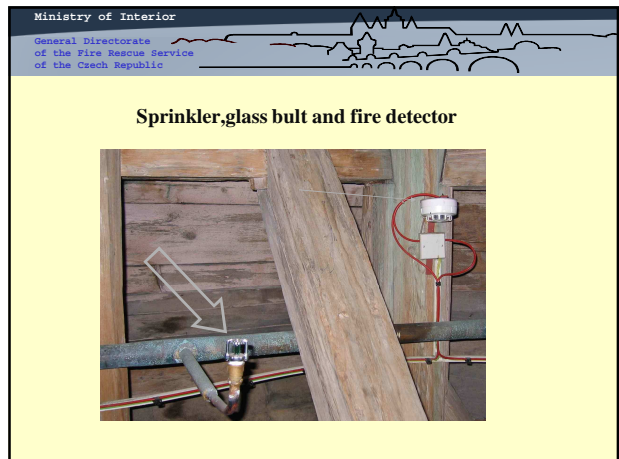 Ministry of Interior
General Directorate
of the Fire Rescue Service
of the Czech Republic
Sprinkler,glass bult and fire detector